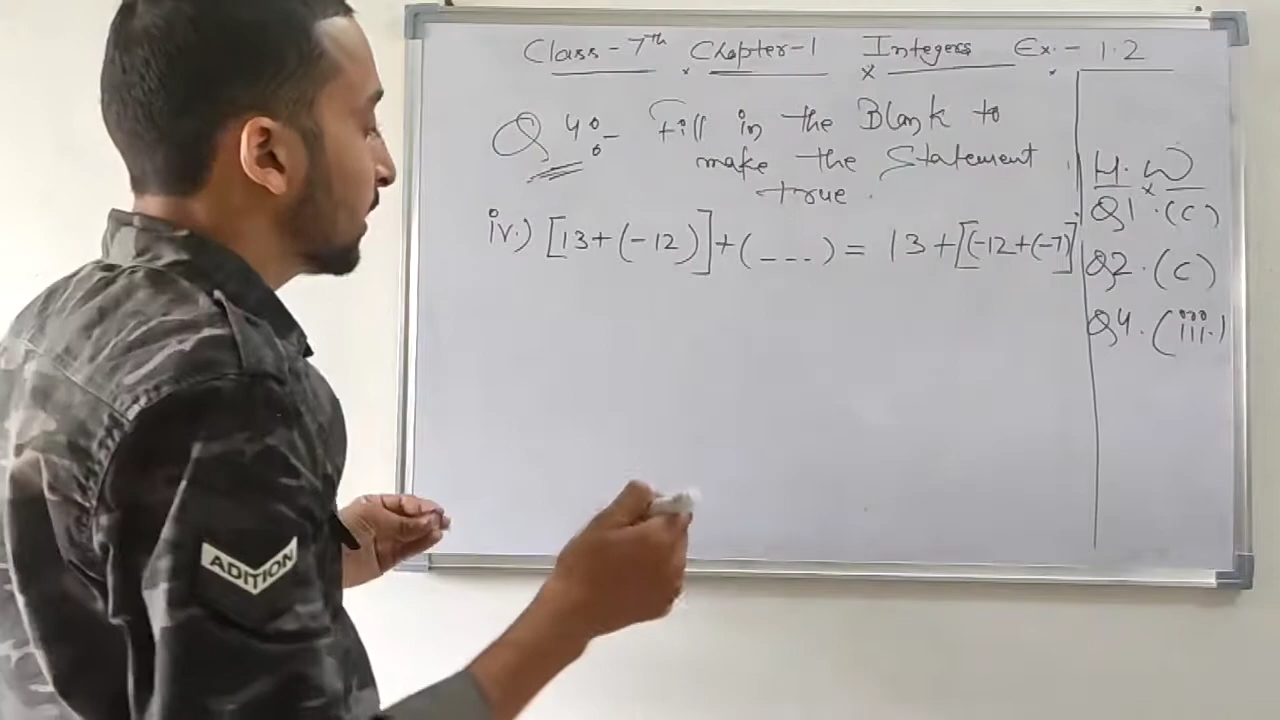 Class-7th Chapter-1 Integers Ex.- 1.2
Q 4:- Fill in the Blank to
make the Statement
true.
iv.) [13+(-12)]+(---) = 13+[-12+(-7)]
H.W
Q1.(C)
Q2.(C)
Q4.(iii.)
ADITION